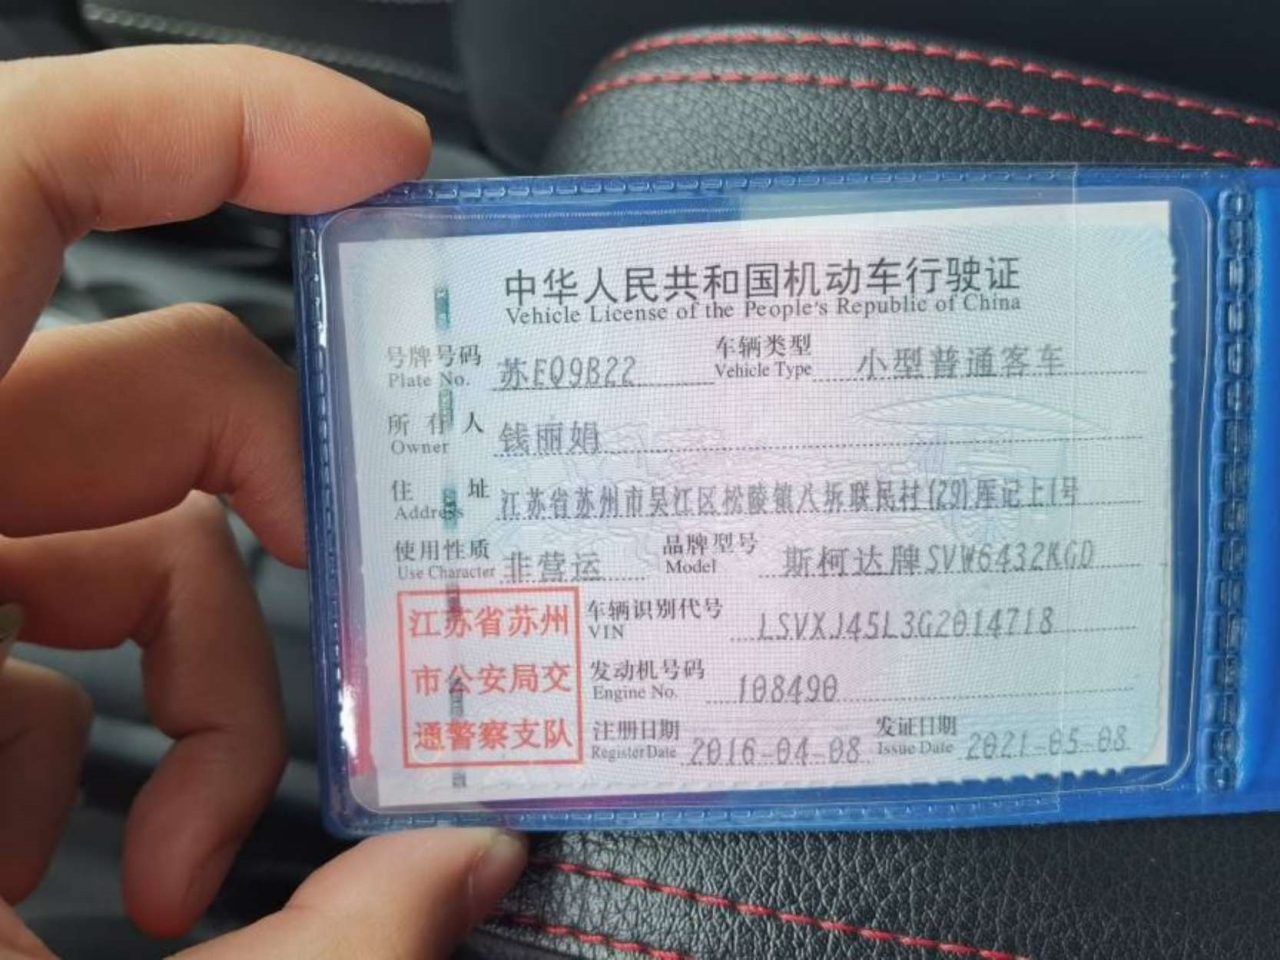 中华人民共和国机动车行驶证
Vehicle License of the People's Republic of China
号牌号码 苏EQ9B22 车辆类型 小型普通客车
Plate No. Vehicle Type
所有人 钱丽娟
Owner
住址 江苏省苏州市吴江区松陵镇八坼联民村(29)厍记上1号
Address
使用性质 非营运 品牌型号 斯柯达牌SVW6432KGD
Use Character Model
江苏省苏州
市公安局交
通警察支队
车辆识别代号 LSVXJ45L3G2014718
VIN
发动机号码 108490
Engine No.
注册日期 2016-04-08 发证日期 2021-05-08
Register Date Issue Date